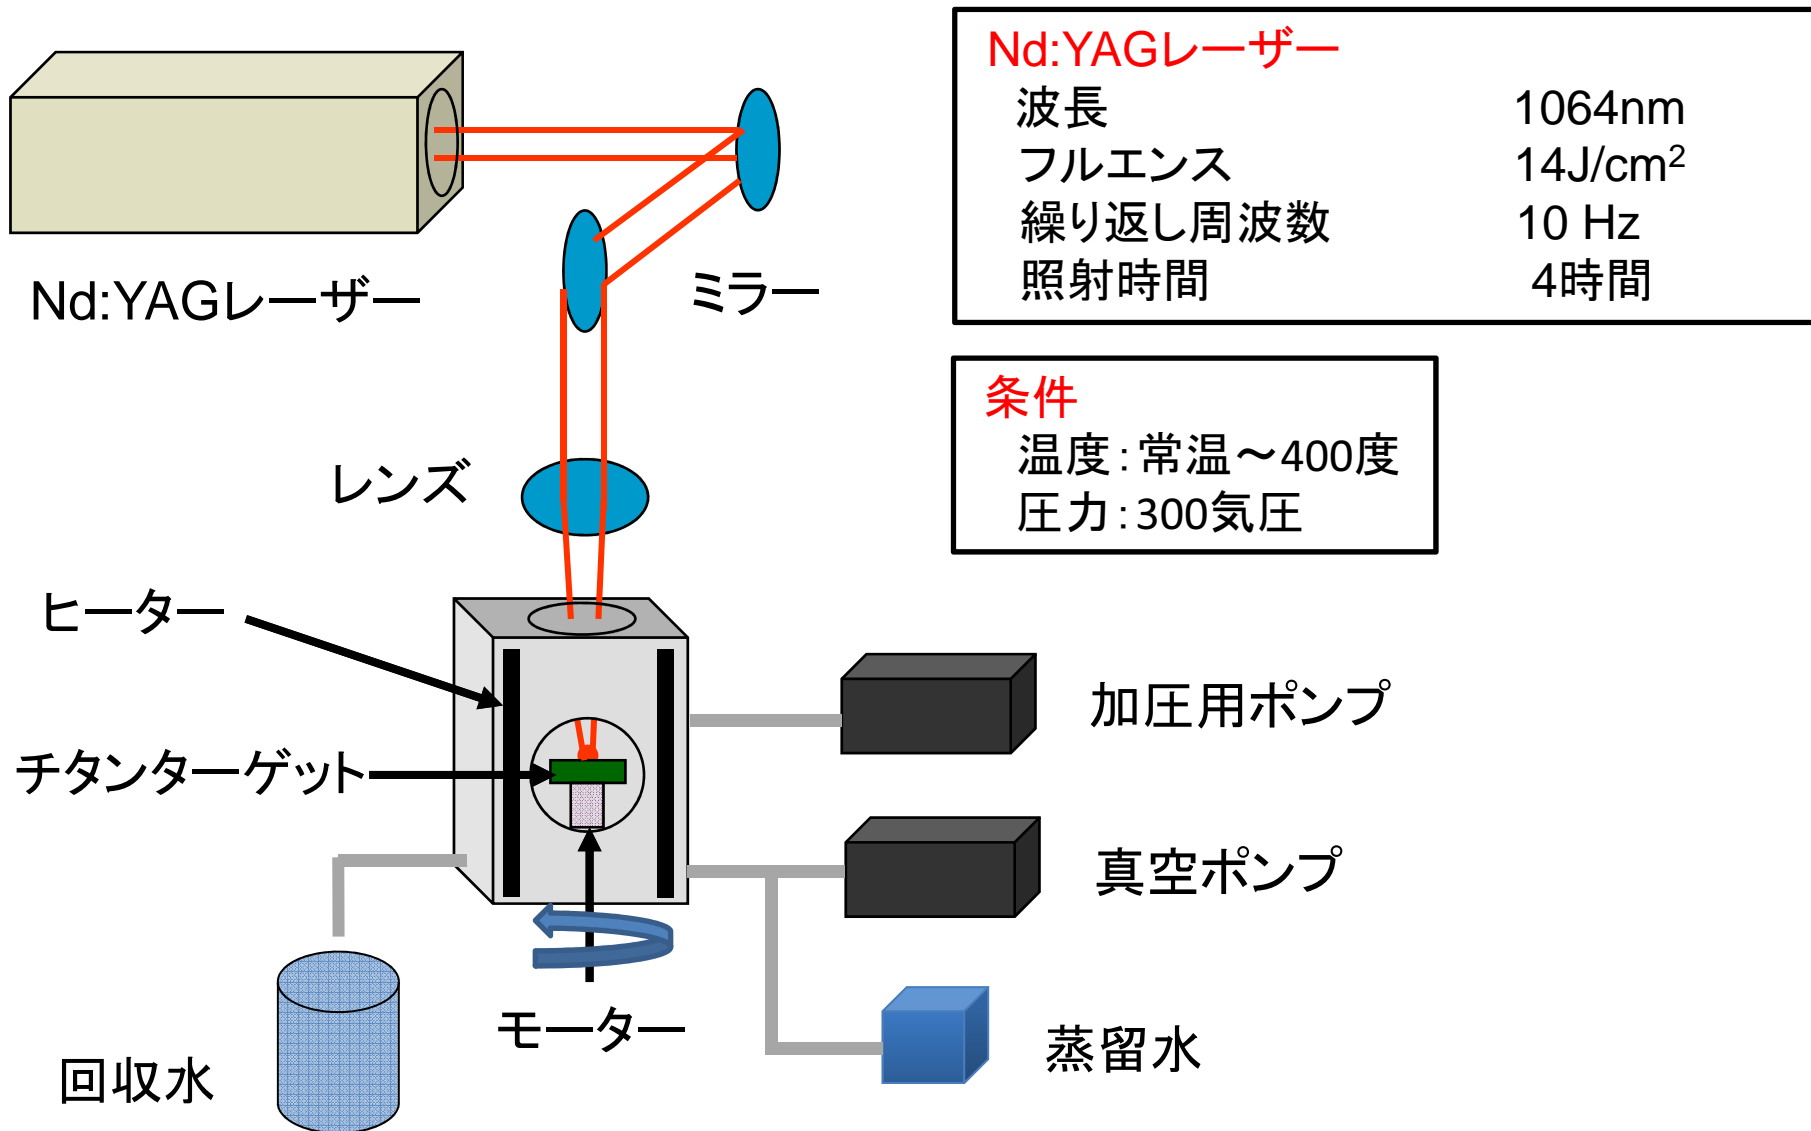 Nd:YAGレーザー
波長 1064nm
フルエンス 14J/cm²
繰り返し周波数 10 Hz
照射時間 4時間
Nd:YAGレーザー
ミラー
条件
温度：常温～400度
圧力：300気圧
レンズ
ヒーター
加圧用ポンプ
チタンターゲット
真空ポンプ
モーター
蒸留水
回収水